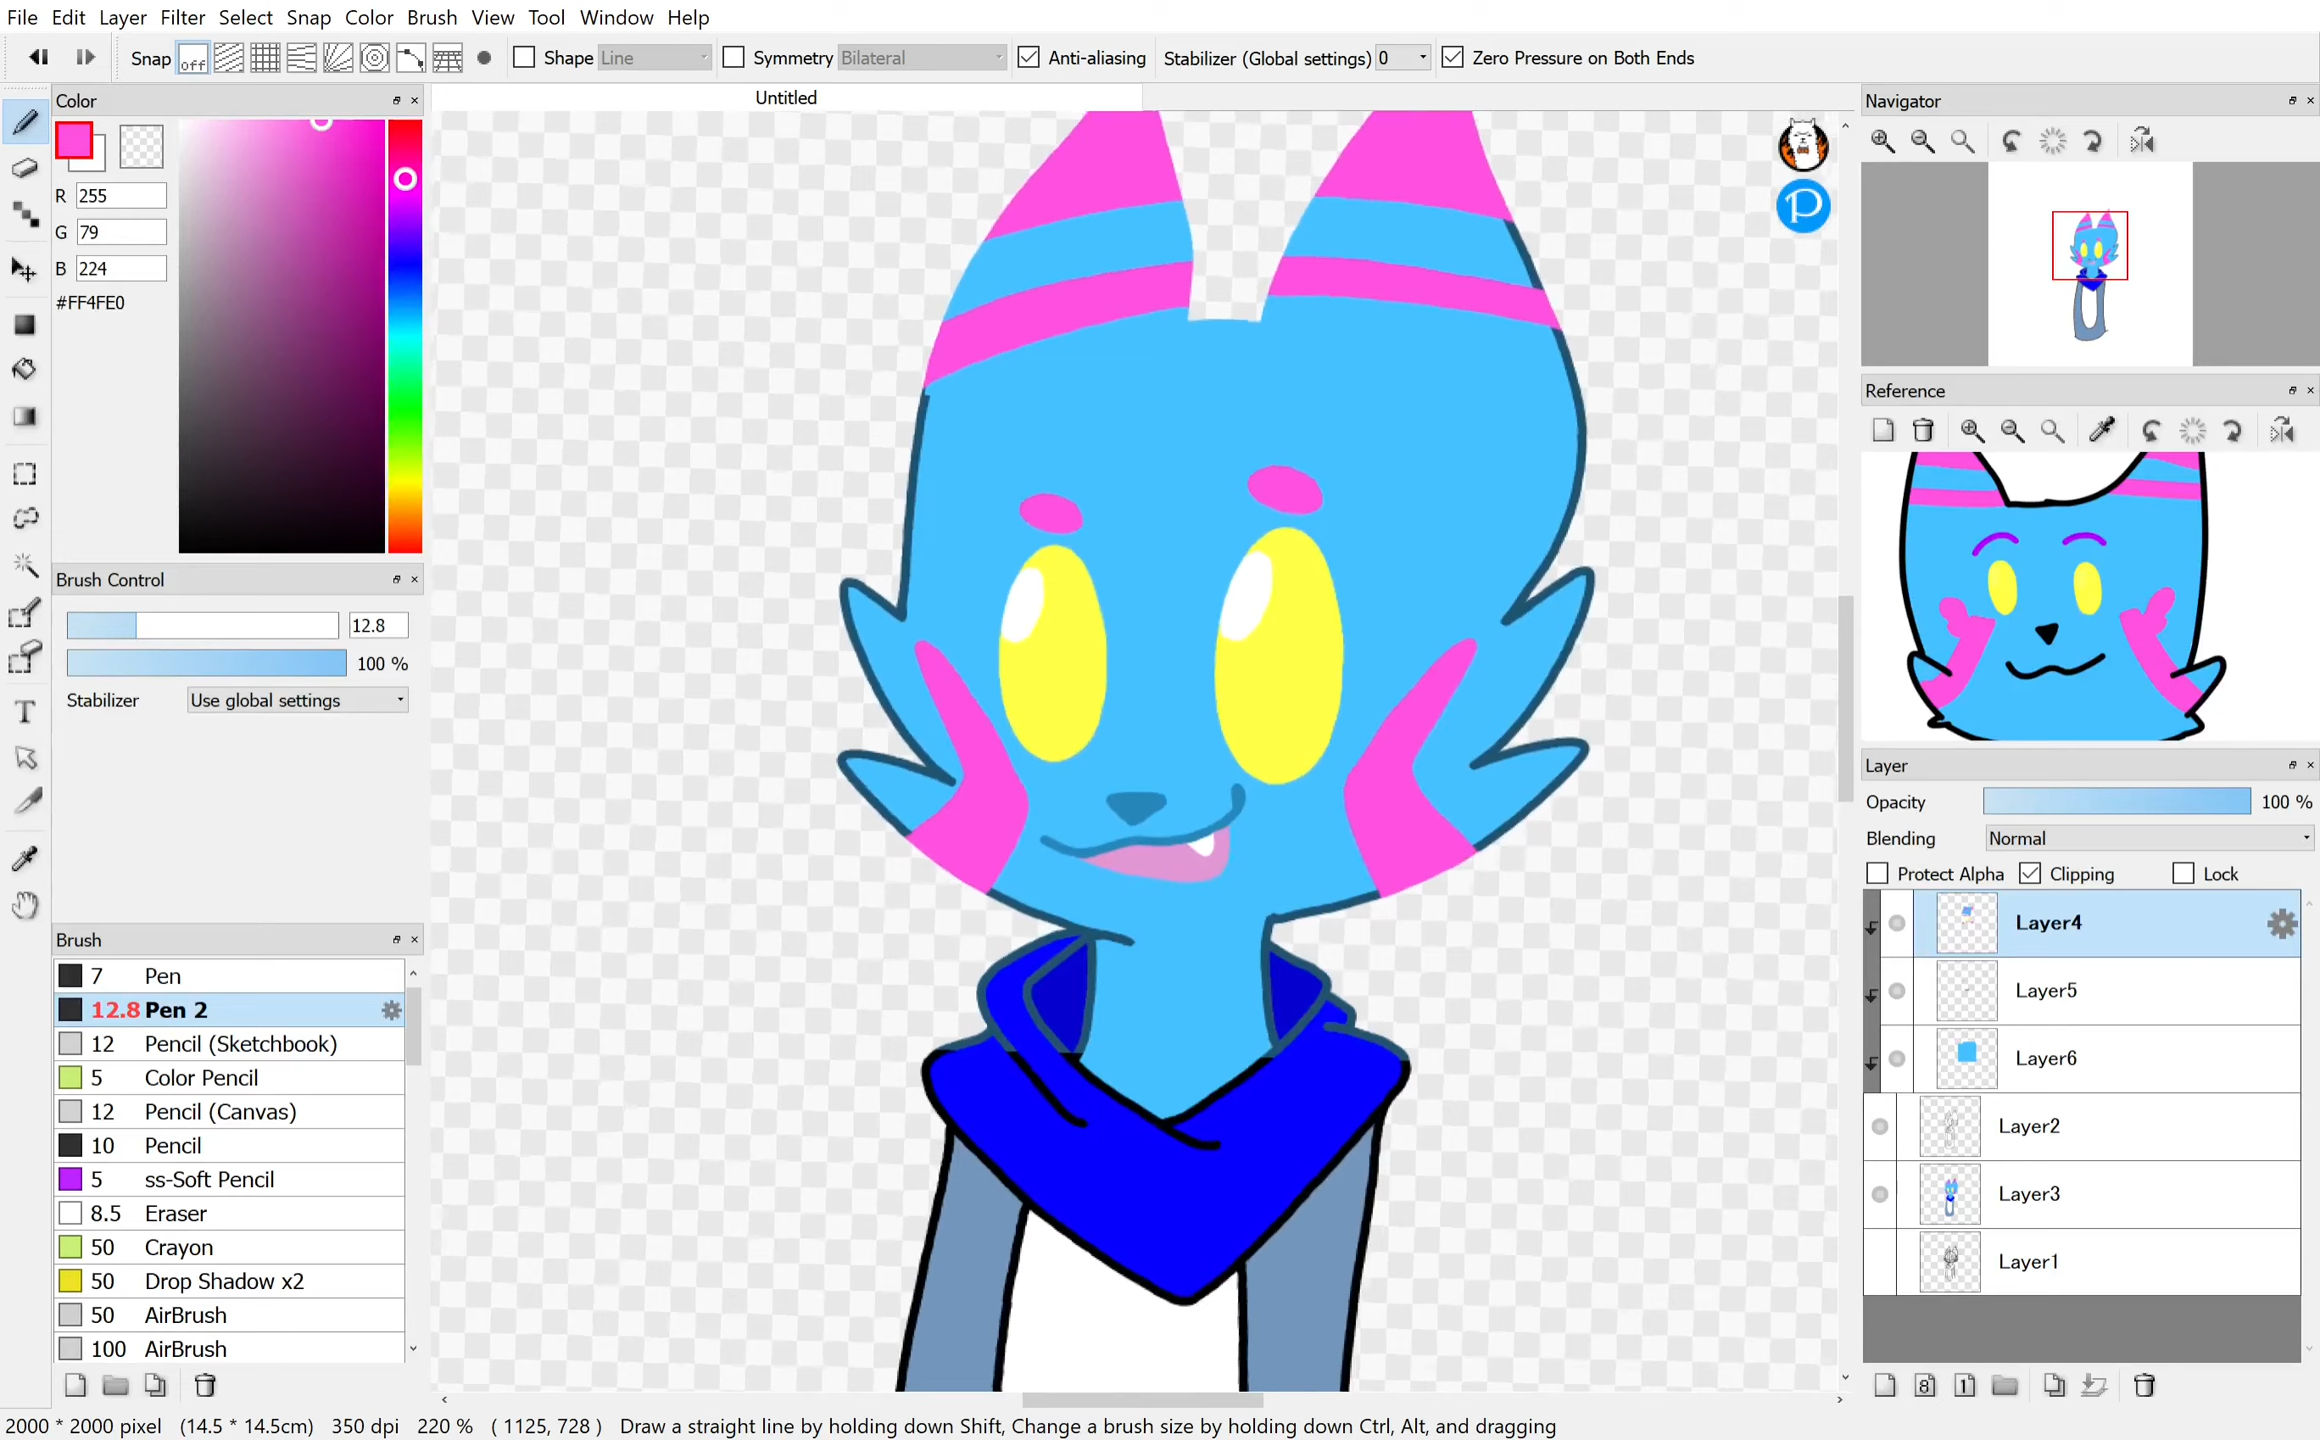 File Edit Layer Filter Select Snap Color Brush View Tool Window Help
Snap off Shape Line Symmetry Bilateral Anti-aliasing Stabilizer (Global settings) 0 Zero Pressure on Both Ends
Color
Untitled
Navigator
R 255
G 79
B 224
#FF4FE0
P
Reference
Brush Control
12.8
100 %
Stabilizer Use global settings
Layer
Opacity 100 %
Blending Normal
Protect Alpha Clipping Lock
Layer4
Layer5
Layer6
Layer2
Layer3
Layer1
Brush
7 Pen
12.8 Pen 2
12 Pencil (Sketchbook)
5 Color Pencil
12 Pencil (Canvas)
10 Pencil
5 ss-Soft Pencil
8.5 Eraser
50 Crayon
50 Drop Shadow x2
50 AirBrush
100 AirBrush
8 1
2000 * 2000 pixel (14.5 * 14.5cm) 350 dpi 220 % ( 1125, 728 ) Draw a straight line by holding down Shift, Change a brush size by holding down Ctrl, Alt, and dragging